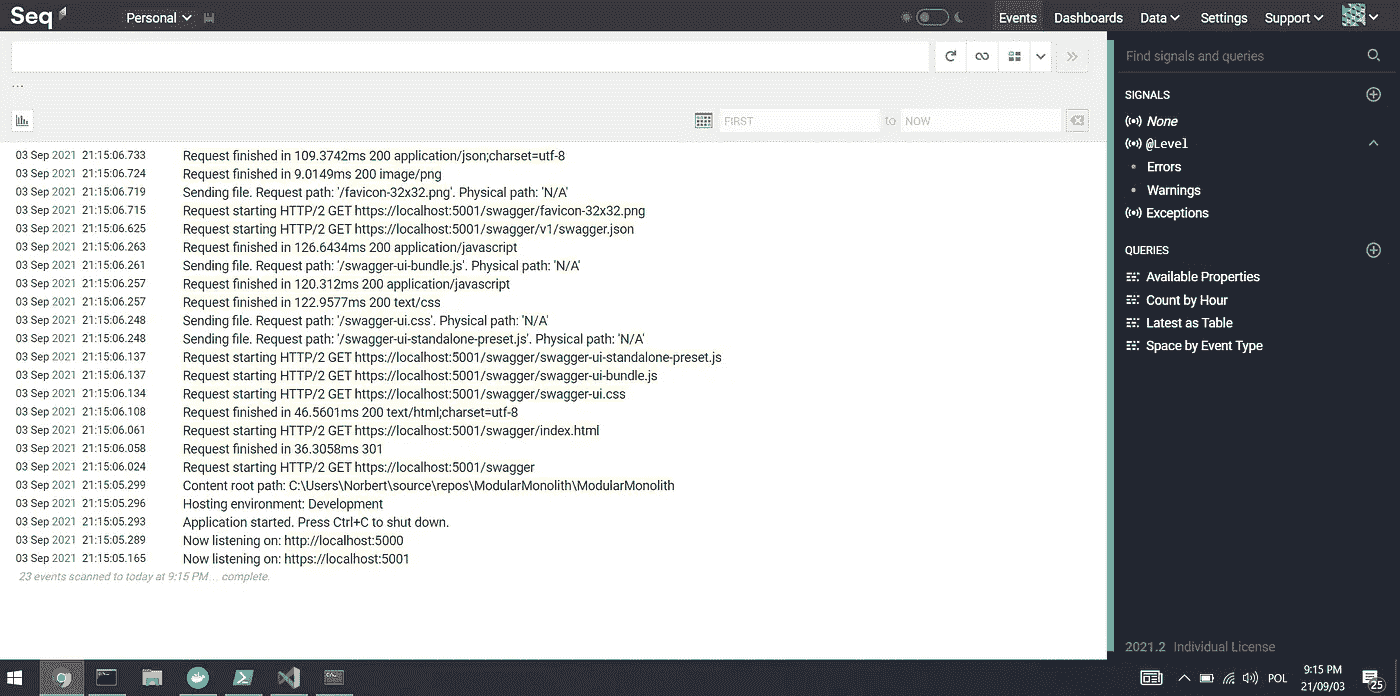 Seq Personal Events Dashboards Data Settings Support
Find signals and queries
...
FIRST to NOW
03 Sep 2021 21:15:06.733 Request finished in 109.3742ms 200 application/json;charset=utf-8
03 Sep 2021 21:15:06.724 Request finished in 9.0149ms 200 image/png
03 Sep 2021 21:15:06.719 Sending file. Request path: '/favicon-32x32.png'. Physical path: 'N/A'
03 Sep 2021 21:15:06.715 Request starting HTTP/2 GET https://localhost:5001/swagger/favicon-32x32.png
03 Sep 2021 21:15:06.625 Request starting HTTP/2 GET https://localhost:5001/swagger/v1/swagger.json
03 Sep 2021 21:15:06.263 Request finished in 126.6434ms 200 application/javascript
03 Sep 2021 21:15:06.261 Sending file. Request path: '/swagger-ui-bundle.js'. Physical path: 'N/A'
03 Sep 2021 21:15:06.257 Request finished in 120.312ms 200 application/javascript
03 Sep 2021 21:15:06.257 Request finished in 122.9577ms 200 text/css
03 Sep 2021 21:15:06.248 Sending file. Request path: '/swagger-ui.css'. Physical path: 'N/A'
03 Sep 2021 21:15:06.248 Sending file. Request path: '/swagger-ui-standalone-preset.js'. Physical path: 'N/A'
03 Sep 2021 21:15:06.137 Request starting HTTP/2 GET https://localhost:5001/swagger/swagger-ui-standalone-preset.js
03 Sep 2021 21:15:06.137 Request starting HTTP/2 GET https://localhost:5001/swagger/swagger-ui-bundle.js
03 Sep 2021 21:15:06.134 Request starting HTTP/2 GET https://localhost:5001/swagger/swagger-ui.css
03 Sep 2021 21:15:06.108 Request finished in 46.5601ms 200 text/html;charset=utf-8
03 Sep 2021 21:15:06.061 Request starting HTTP/2 GET https://localhost:5001/swagger/index.html
03 Sep 2021 21:15:06.058 Request finished in 36.3058ms 301
03 Sep 2021 21:15:06.024 Request starting HTTP/2 GET https://localhost:5001/swagger
03 Sep 2021 21:15:05.299 Content root path: C:\Users\Norbert\source\repos\ModularMonolith\ModularMonolith
03 Sep 2021 21:15:05.296 Hosting environment: Development
03 Sep 2021 21:15:05.293 Application started. Press Ctrl+C to shut down.
03 Sep 2021 21:15:05.289 Now listening on: http://localhost:5000
03 Sep 2021 21:15:05.165 Now listening on: https://localhost:5001
23 events scanned to today at 9:15 PM… complete.
SIGNALS
None
@Level
Errors
Warnings
Exceptions
QUERIES
Available Properties
Count by Hour
Latest as Table
Space by Event Type
2021.2 Individual License
POL
9:15 PM
21/09/03
25